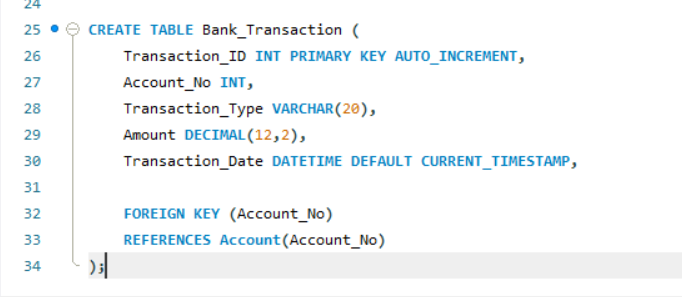 24
25 CREATE TABLE Bank_Transaction (
26 Transaction_ID INT PRIMARY KEY AUTO_INCREMENT,
27 Account_No INT,
28 Transaction_Type VARCHAR(20),
29 Amount DECIMAL(12,2),
30 Transaction_Date DATETIME DEFAULT CURRENT_TIMESTAMP,
31
32 FOREIGN KEY (Account_No)
33 REFERENCES Account(Account_No)
34 );